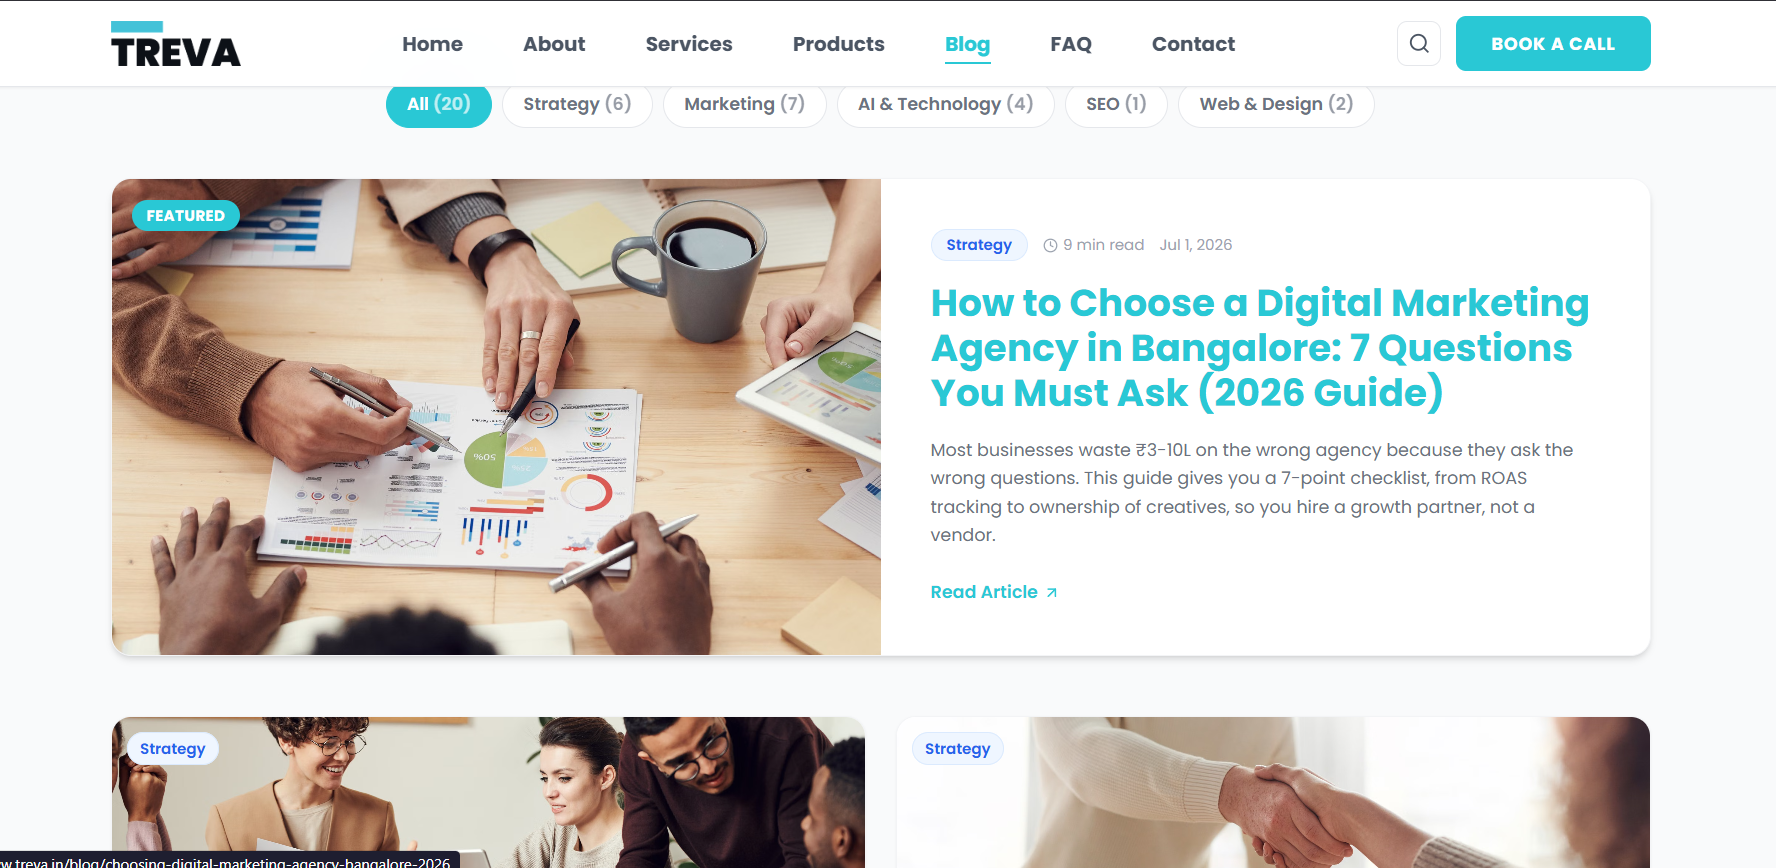 TREVA
Home About Services Products Blog FAQ Contact
BOOK A CALL
All (20) Strategy (6) Marketing (7) AI & Technology (4) SEO (1) Web & Design (2)
FEATURED
Strategy 9 min read Jul 1, 2026
How to Choose a Digital Marketing
Agency in Bangalore: 7 Questions
You Must Ask (2026 Guide)
Most businesses waste ₹3-10L on the wrong agency because they ask the
wrong questions. This guide gives you a 7-point checklist, from ROAS
tracking to ownership of creatives, so you hire a growth partner, not a
vendor.
Read Article
50%
25%
Strategy
Strategy
w.treva.in/blog/choosing-digital-marketing-agency-bangalore-2026